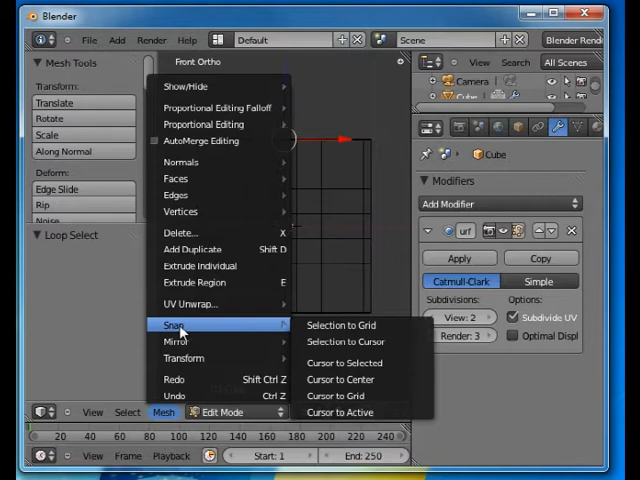 Blender
File Add Render Help Default Scene Blender Rend
Mesh Tools
Transform:
Translate
Rotate
Scale
Along Normal
Deform:
Edge Slide
Rip
Loop Select
Front Ortho
Show/Hide
Proportional Editing Falloff
Proportional Editing
AutoMerge Editing
Normals
Faces
Edges
Vertices
Delete... X
Add Duplicate Shift D
Extrude Individual
Extrude Region E
UV Unwrap...
Snap
Mirror
Transform
Redo Shift Ctrl Z
Undo Ctrl Z
Selection to Grid
Selection to Cursor
Cursor to Selected
Cursor to Center
Cursor to Grid
Cursor to Active
View Search All Scenes
Camera
Cube
Cube
Modifiers
Add Modifier
urf
Apply Copy
Catmull-Clark Simple
Subdivisions: Options:
View: 2 Subdivide UV
Render: 3 Optimal Displ
View Select Mesh Edit Mode
20 40 60 80 100 120 140 160 180 200 220 240
View Frame Playback Start: 1 End: 250